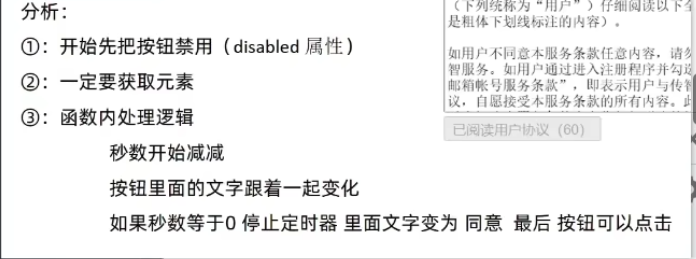 分析：
①：开始先把按钮禁用（disabled 属性）
②：一定要获取元素
③：函数内处理逻辑
秒数开始减减
按钮里面的文字跟着一起变化
如果秒数等于0 停止定时器 里面文字变为 同意 最后 按钮可以点击
（下列统称为“用户”）仔细阅读以下全
是粗体下划线标注的内容）。
如用户不同意本服务条款任意内容，请勿
智服务。如用户通过进入注册程序并勾选
邮箱帐号服务条款”，即表示用户与传智
议，自愿接受本服务条款的所有内容。此
已阅读用户协议（60）